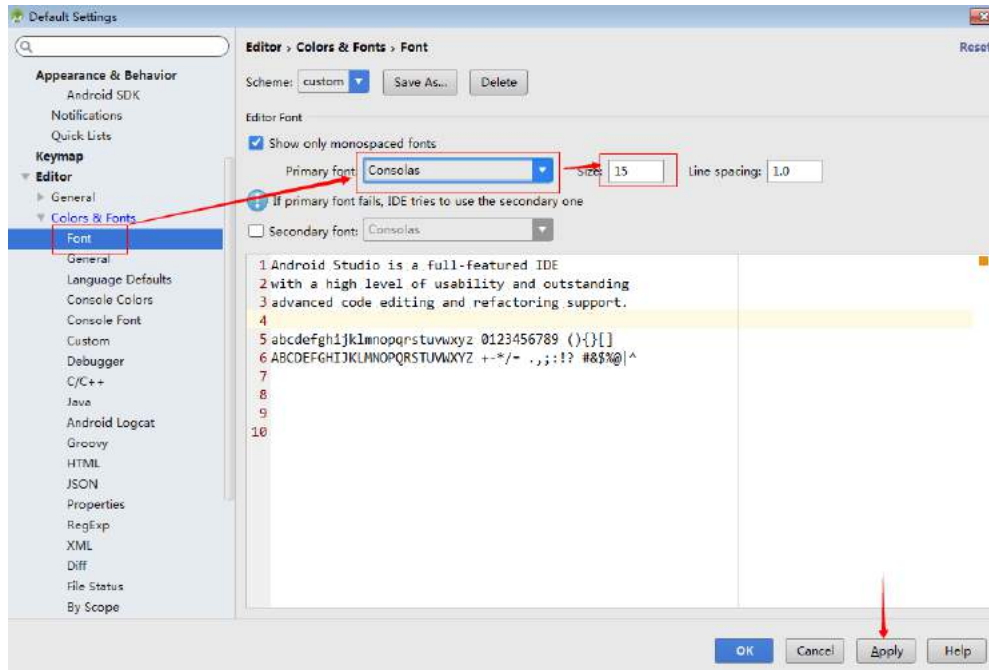 Default Settings
Editor › Colors & Fonts › Font
Reset
Appearance & Behavior
Android SDK
Notifications
Quick Lists
Keymap
Editor
General
Colors & Fonts
Font
General
Language Defaults
Console Colors
Console Font
Custom
Debugger
C/C++
Java
Android Logcat
Groovy
HTML
JSON
Properties
RegExp
XML
Diff
File Status
By Scope
Scheme: custom Save As... Delete
Editor Font
Show only monospaced fonts
Primary font: Consolas Size: 15 Line spacing: 1.0
If primary font fails, IDE tries to use the secondary one
Secondary font: Consolas
1 Android Studio is a full-featured IDE
2 with a high level of usability and outstanding
3 advanced code editing and refactoring support.
4
5 abcdefghijklmnopqrstuvwxyz 0123456789 (){}[]
6 ABCDEFGHIJKLMNOPQRSTUVWXYZ +-*/= .,;:!? #&$%@|^
7
8
9
10
OK Cancel Apply Help